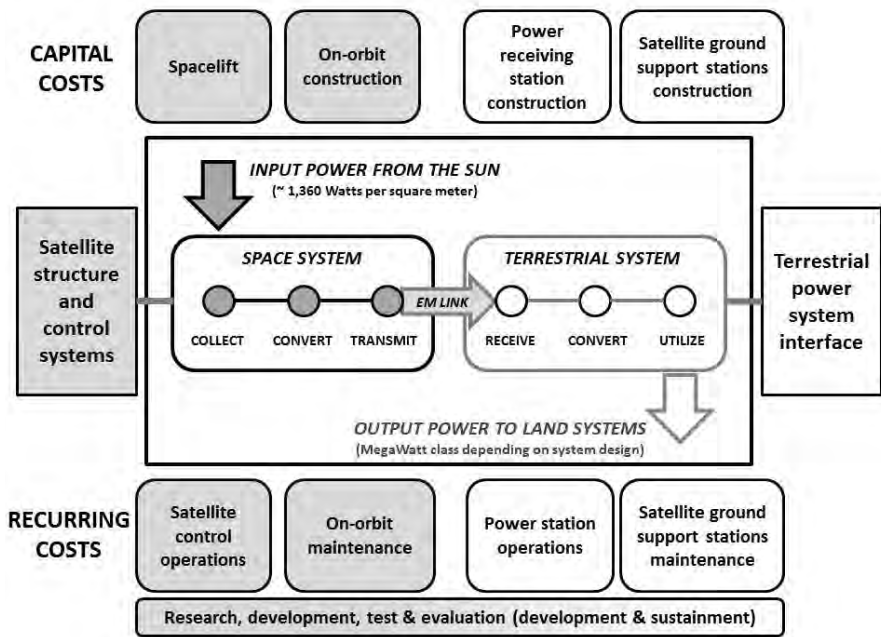 CAPITAL
COSTS
Spacelift
On-orbit
construction
Power
receiving
station
construction
Satellite ground
support stations
construction
INPUT POWER FROM THE SUN
(~ 1,360 Watts per square meter)
Satellite
structure
and
control
systems
SPACE SYSTEM
COLLECT
CONVERT
TRANSMIT
EM LINK
TERRESTRIAL SYSTEM
RECEIVE
CONVERT
UTILIZE
Terrestrial
power
system
interface
OUTPUT POWER TO LAND SYSTEMS
(MegaWatt class depending on system design)
RECURRING
COSTS
Satellite
control
operations
On-orbit
maintenance
Power station
operations
Satellite ground
support stations
maintenance
Research, development, test & evaluation (development & sustainment)